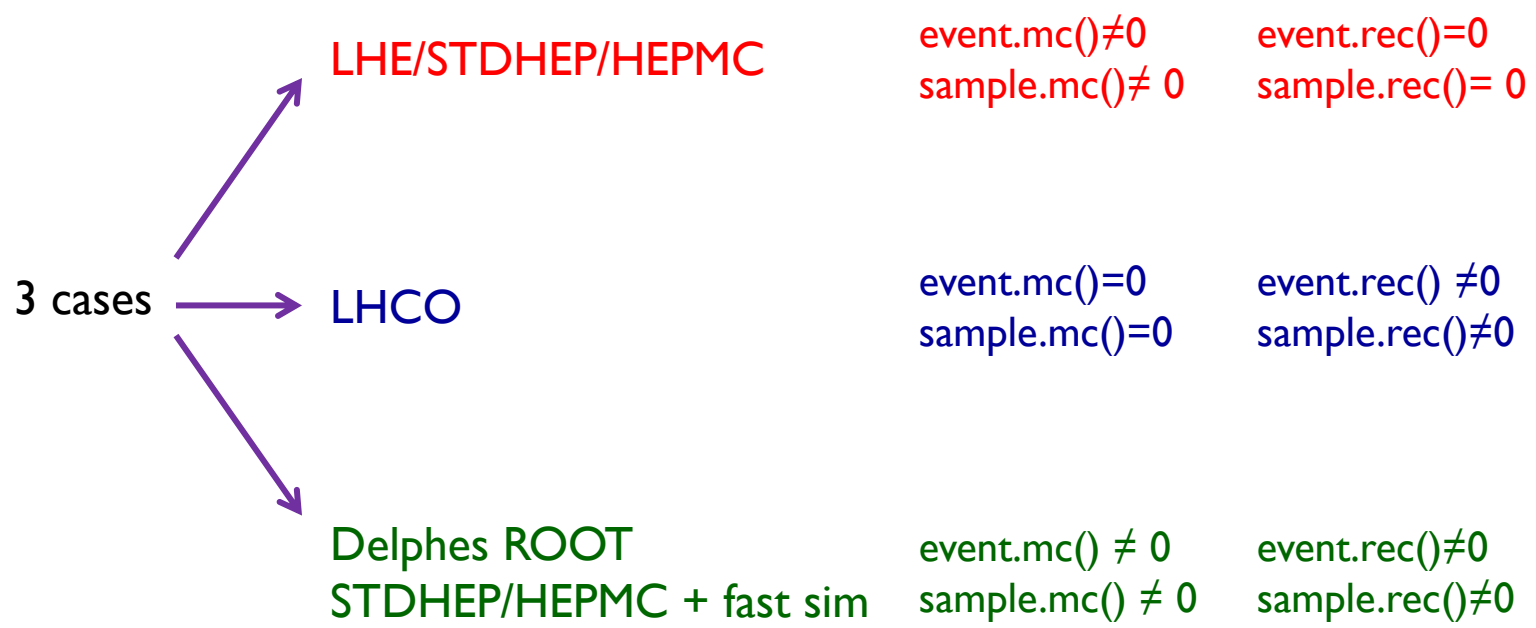 LHE/STDHEP/HEPMC
event.mc()≠0 event.rec()=0
sample.mc()≠ 0 sample.rec()= 0
3 cases
LHCO
event.mc()=0 event.rec() ≠0
sample.mc()=0 sample.rec()≠0
Delphes ROOT event.mc() ≠ 0 event.rec()≠0
STDHEP/HEPMC + fast sim sample.mc() ≠ 0 sample.rec()≠0